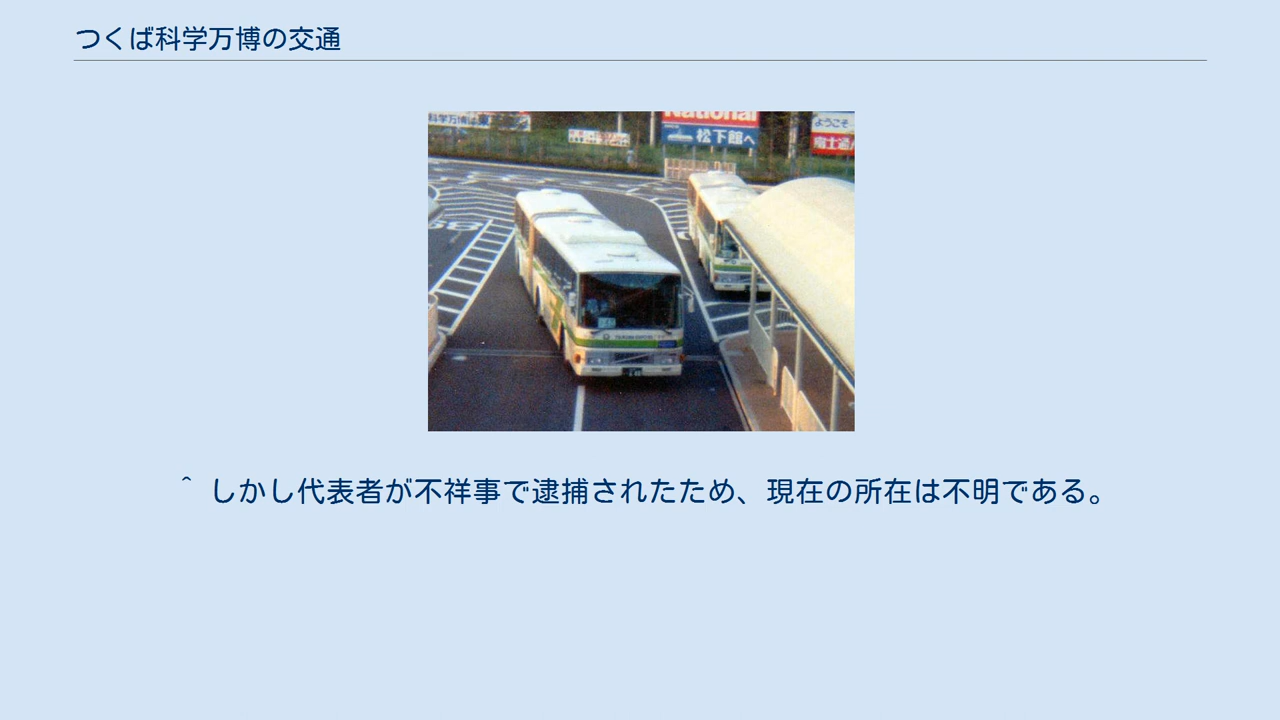 つくば科学万博の交通
科学万博は東
National
松下館へ
ようこそ
富士通
^ しかし代表者が不祥事で逮捕されたため、現在の所在は不明である。